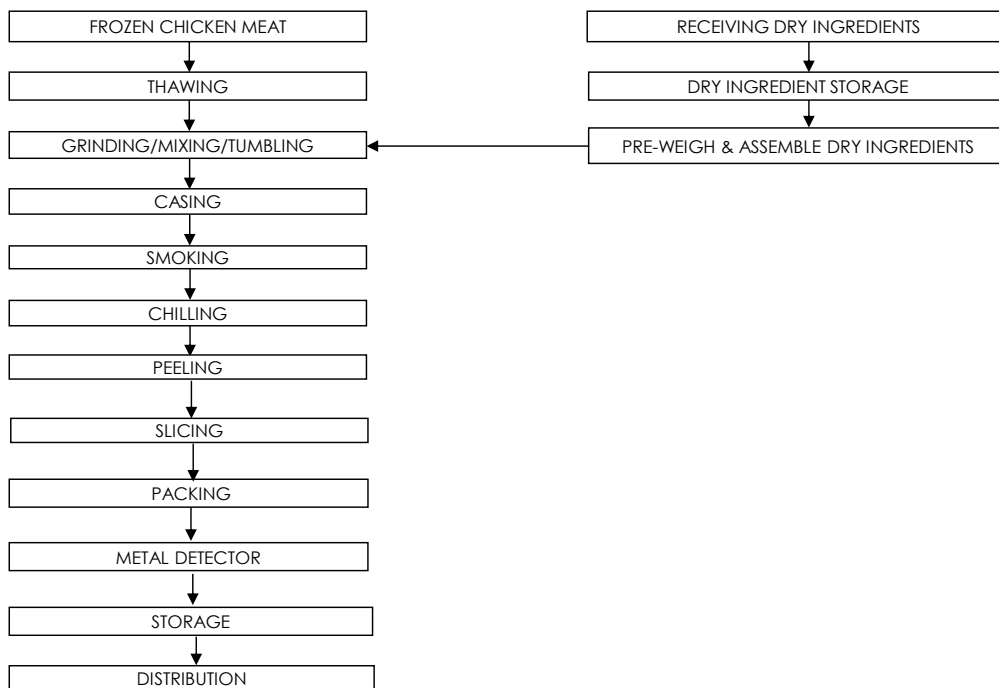 FROZEN CHICKEN MEAT
RECEIVING DRY INGREDIENTS
THAWING
DRY INGREDIENT STORAGE
GRINDING/MIXING/TUMBLING
PRE-WEIGH & ASSEMBLE DRY INGREDIENTS
CASING
SMOKING
CHILLING
PEELING
SLICING
PACKING
METAL DETECTOR
STORAGE
DISTRIBUTION